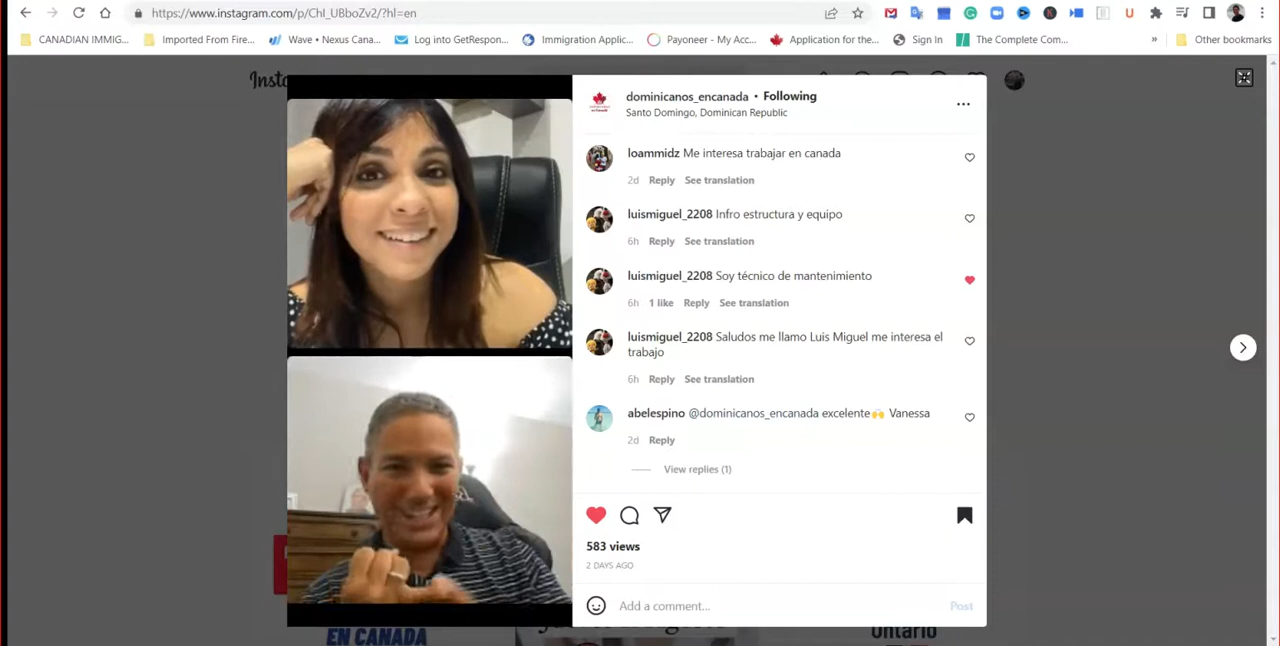 https://www.instagram.com/p/ChI_UBboZv2/?hl=en
CANADIAN IMMIG...
Imported From Fire...
Wave • Nexus Cana...
Log into GetRespon...
Immigration Applic...
Payoneer - My Acc...
Application for the...
Sign In
The Complete Com...
»
Other bookmarks
Insta
dominicanos_encanada • Following
Santo Domingo, Dominican Republic
loammidz Me interesa trabajar en canada
2d Reply See translation
luismiguel_2208 Infro estructura y equipo
6h Reply See translation
luismiguel_2208 Soy técnico de mantenimiento
6h 1 like Reply See translation
luismiguel_2208 Saludos me llamo Luis Miguel me interesa el
trabajo
6h Reply See translation
abelespino @dominicanos_encanada excelente🙌 Vanessa
2d Reply
View replies (1)
583 views
2 DAYS AGO
Add a comment...
Post
EN CANADA
Ontario